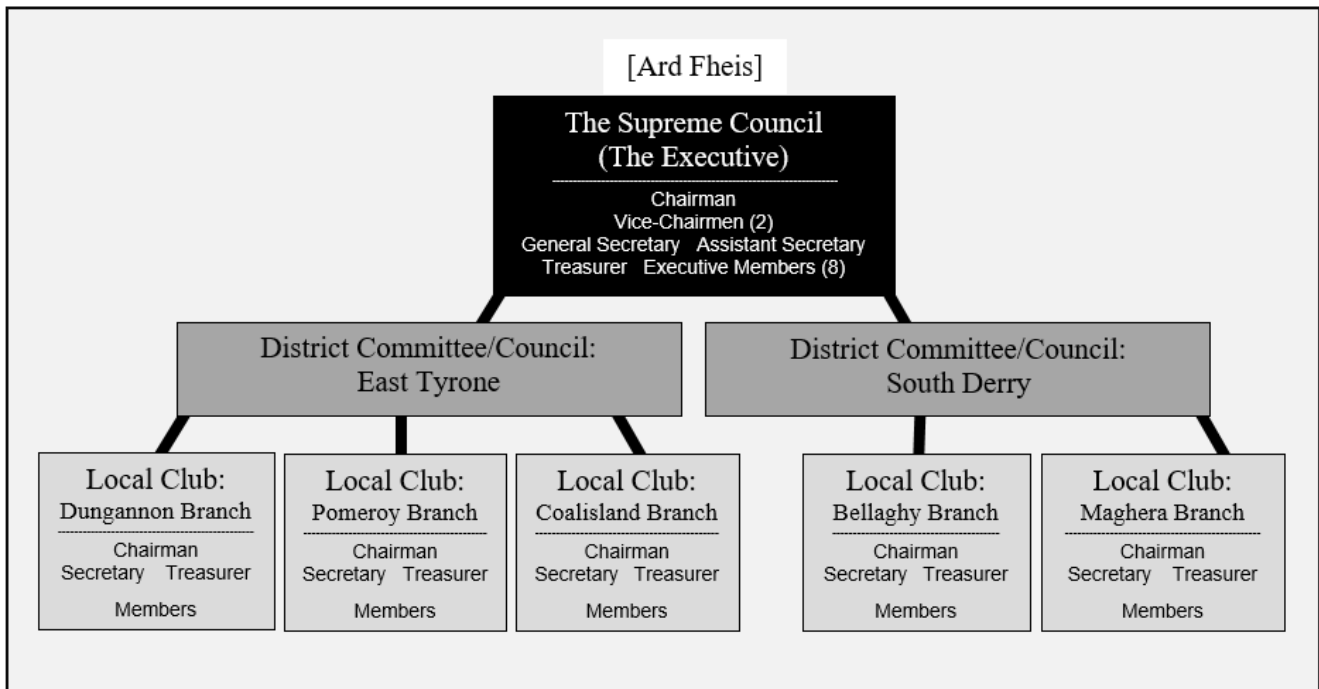 [Ard Fheis]
The Supreme Council
(The Executive)
Chairman
Vice-Chairmen (2)
General Secretary Assistant Secretary
Treasurer Executive Members (8)
District Committee/Council:
East Tyrone
District Committee/Council:
South Derry
Local Club:
Dungannon Branch
Chairman
Secretary Treasurer
Members
Local Club:
Pomeroy Branch
Chairman
Secretary Treasurer
Members
Local Club:
Coalisland Branch
Chairman
Secretary Treasurer
Members
Local Club:
Bellaghy Branch
Chairman
Secretary Treasurer
Members
Local Club:
Maghera Branch
Chairman
Secretary Treasurer
Members